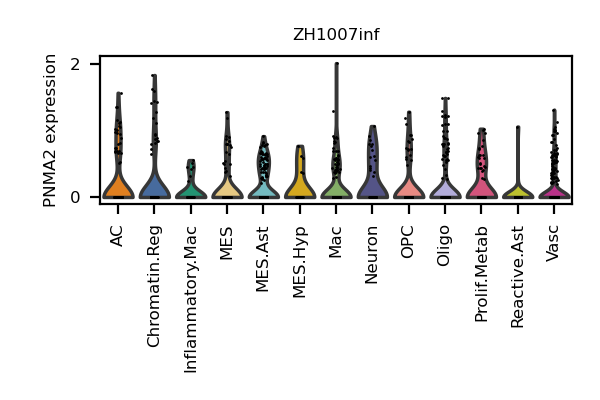 ZH1007inf
PNMA2 expression
2
0
AC
Chromatin.Reg
Inflammatory.Mac
MES
MES.Ast
MES.Hyp
Mac
Neuron
OPC
Oligo
Prolif.Metab
Reactive.Ast
Vasc